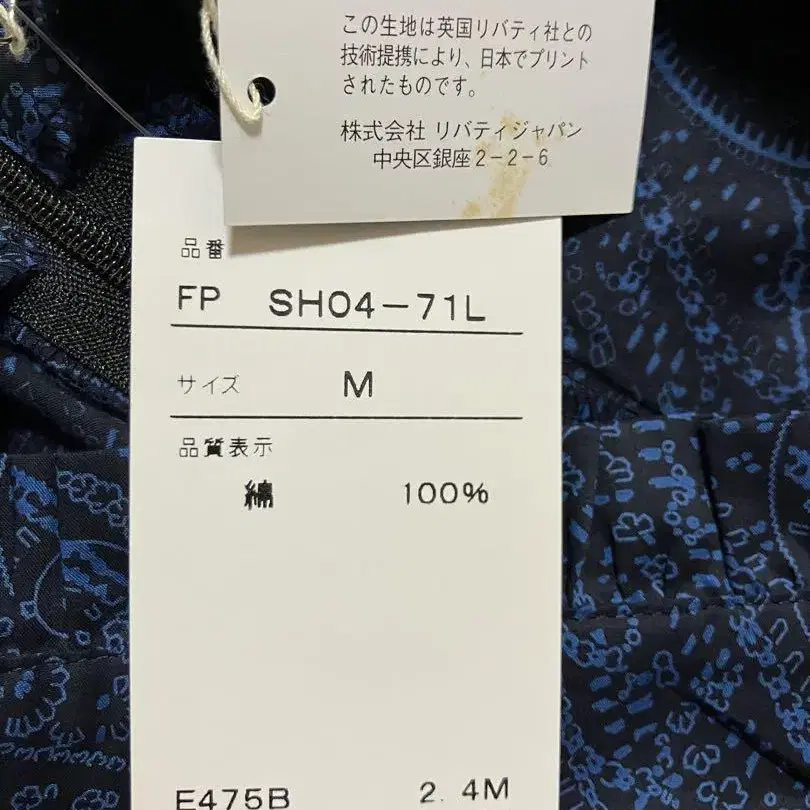 この生地は英国リバティ社との
技術提携により、日本でプリント
されたものです。
株式会社 リバティジャパン
中央区銀座2-2-6
品番
FP SH04-71L
サイズ M
品質表示
綿 100%
E475B 2.4M